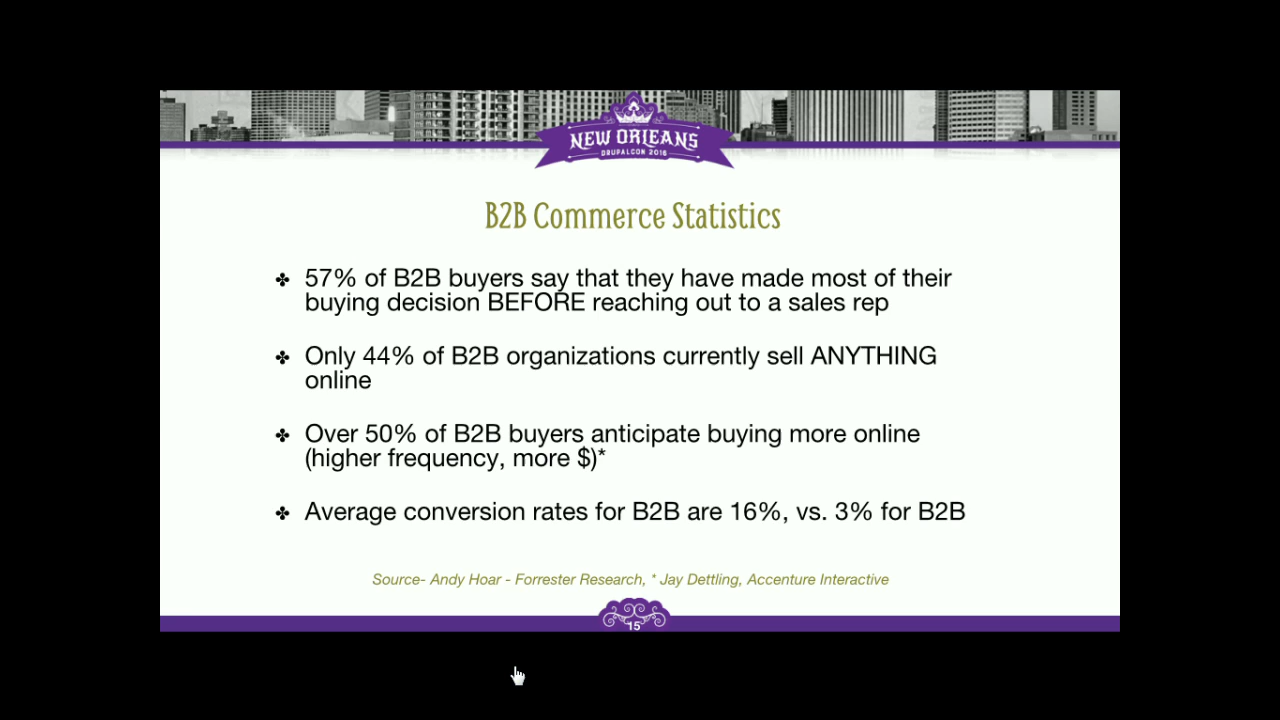 NEW ORLEANS
DRUPALCON 2016
B2B Commerce Statistics
57% of B2B buyers say that they have made most of their
buying decision BEFORE reaching out to a sales rep
Only 44% of B2B organizations currently sell ANYTHING
online
Over 50% of B2B buyers anticipate buying more online
(higher frequency, more $)*
Average conversion rates for B2B are 16%, vs. 3% for B2B
Source- Andy Hoar - Forrester Research, * Jay Dettling, Accenture Interactive
15